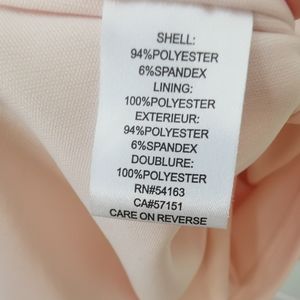 SHELL:
94%POLYESTER
6%SPANDEX
LINING:
100%POLYESTER
EXTERIEUR:
94%POLYESTER
6%SPANDEX
DOUBLURE:
100%POLYESTER
RN#54163
CA#57151
CARE ON REVERSE